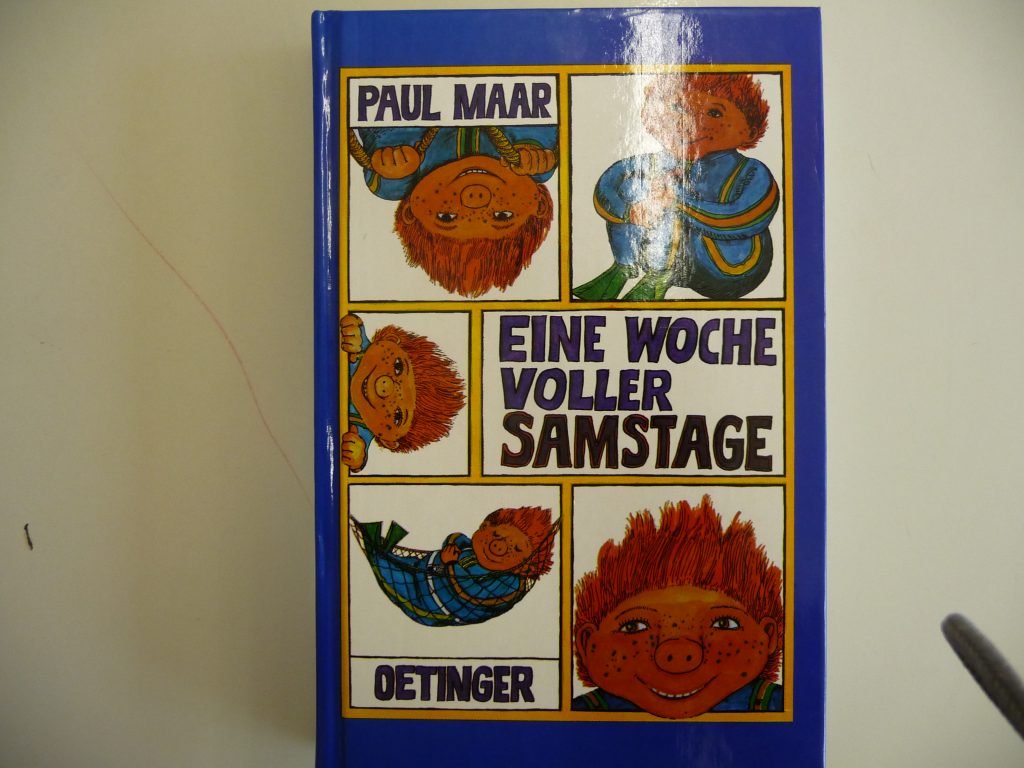 PAUL MAAR
EINE WOCHE
VOLLER
SAMSTAGE
OETINGER